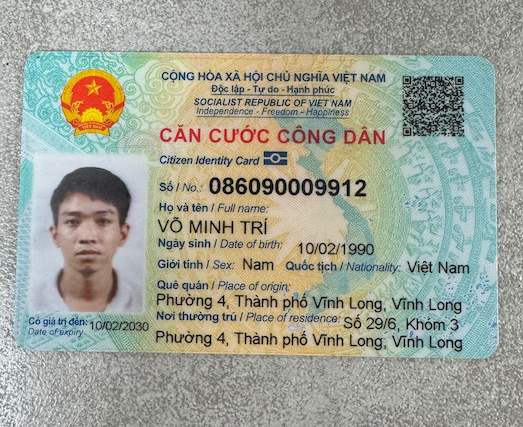 CỘNG HÒA XÃ HỘI CHỦ NGHĨA VIỆT NAM
Độc lập - Tự do - Hạnh phúc
SOCIALIST REPUBLIC OF VIET NAM
Independence - Freedom - Happiness
CĂN CƯỚC CÔNG DÂN
Citizen Identity Card
Số / No.: 086090009912
Họ và tên / Full name:
VÕ MINH TRÍ
Ngày sinh / Date of birth: 10/02/1990
Giới tính / Sex: Nam Quốc tịch / Nationality: Việt Nam
Quê quán / Place of origin:
Phường 4, Thành phố Vĩnh Long, Vĩnh Long
Nơi thường trú / Place of residence: Số 29/6, Khóm 3
Phường 4, Thành phố Vĩnh Long, Vĩnh Long
Có giá trị đến: 10/02/2030
Date of expiry
VIỆT NAM